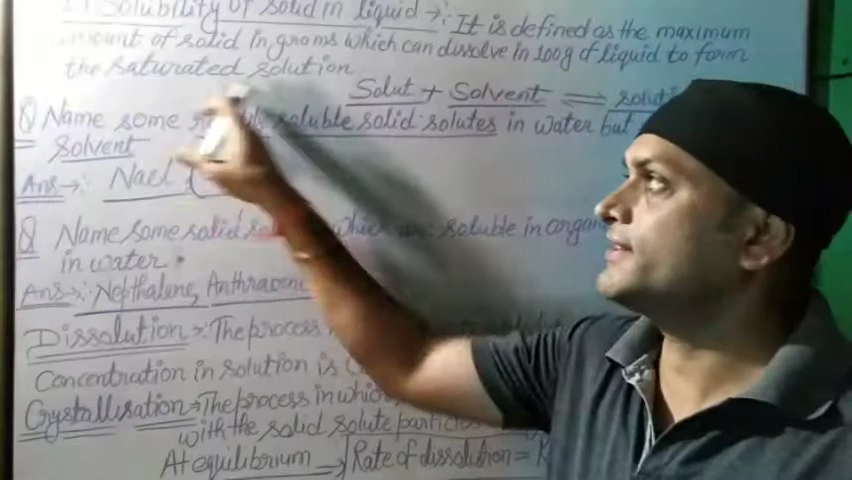 Solubility of solid in liquid →: It is defined as the maximum
amount of solid in grams which can dissolve in 100g of liquid to form
the saturated solution
Solut + Solvent ⇌ soluti
Q Name some soluble solid solutes in water but
solvent
Ans →: Nacl
Q Name some solid which are soluble in organ
in water.
Ans →: Nepthalene, Anthracene
Dissolution →: The process
Concentration in solution is
Crystallisation → The process in which
with the solid solute particles
At equilibrium → Rate of dissolution = R